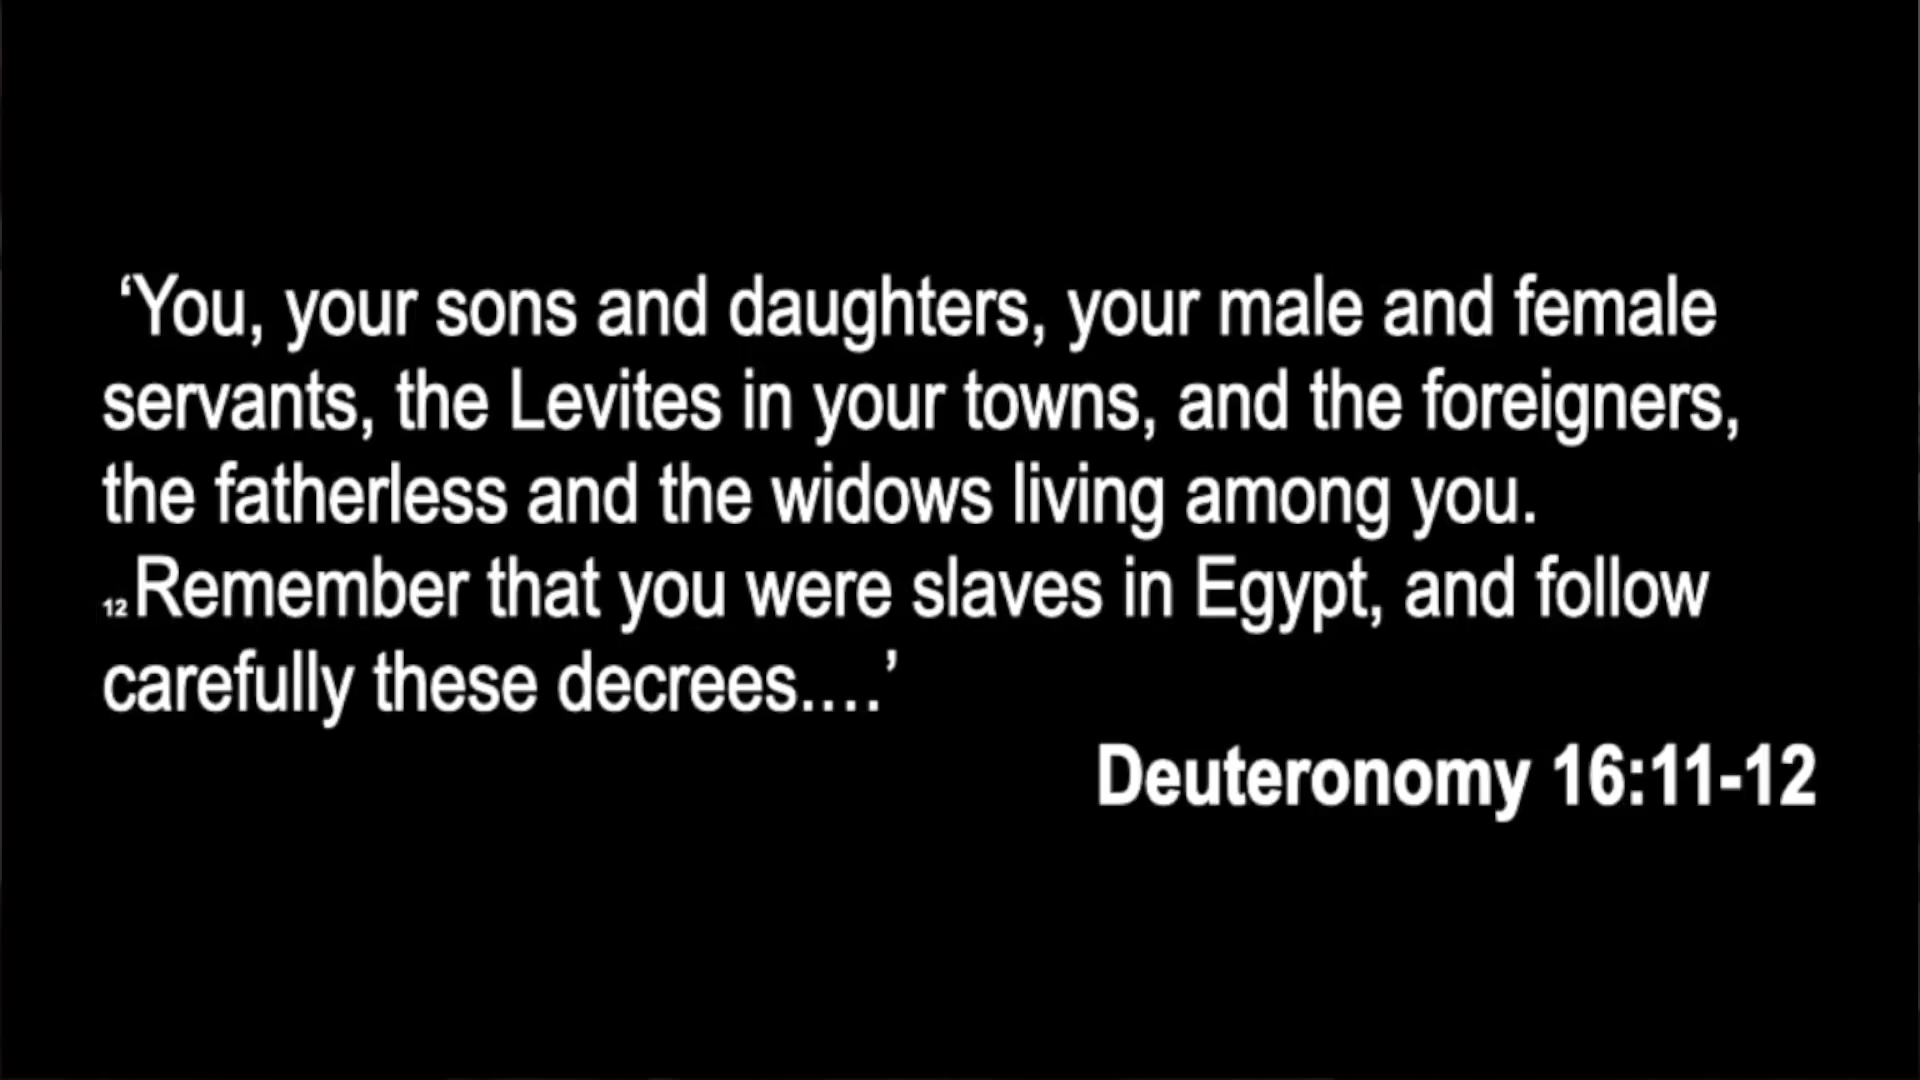 ‘You, your sons and daughters, your male and female
servants, the Levites in your towns, and the foreigners,
the fatherless and the widows living among you.
12 Remember that you were slaves in Egypt, and follow
carefully these decrees.…’
Deuteronomy 16:11-12